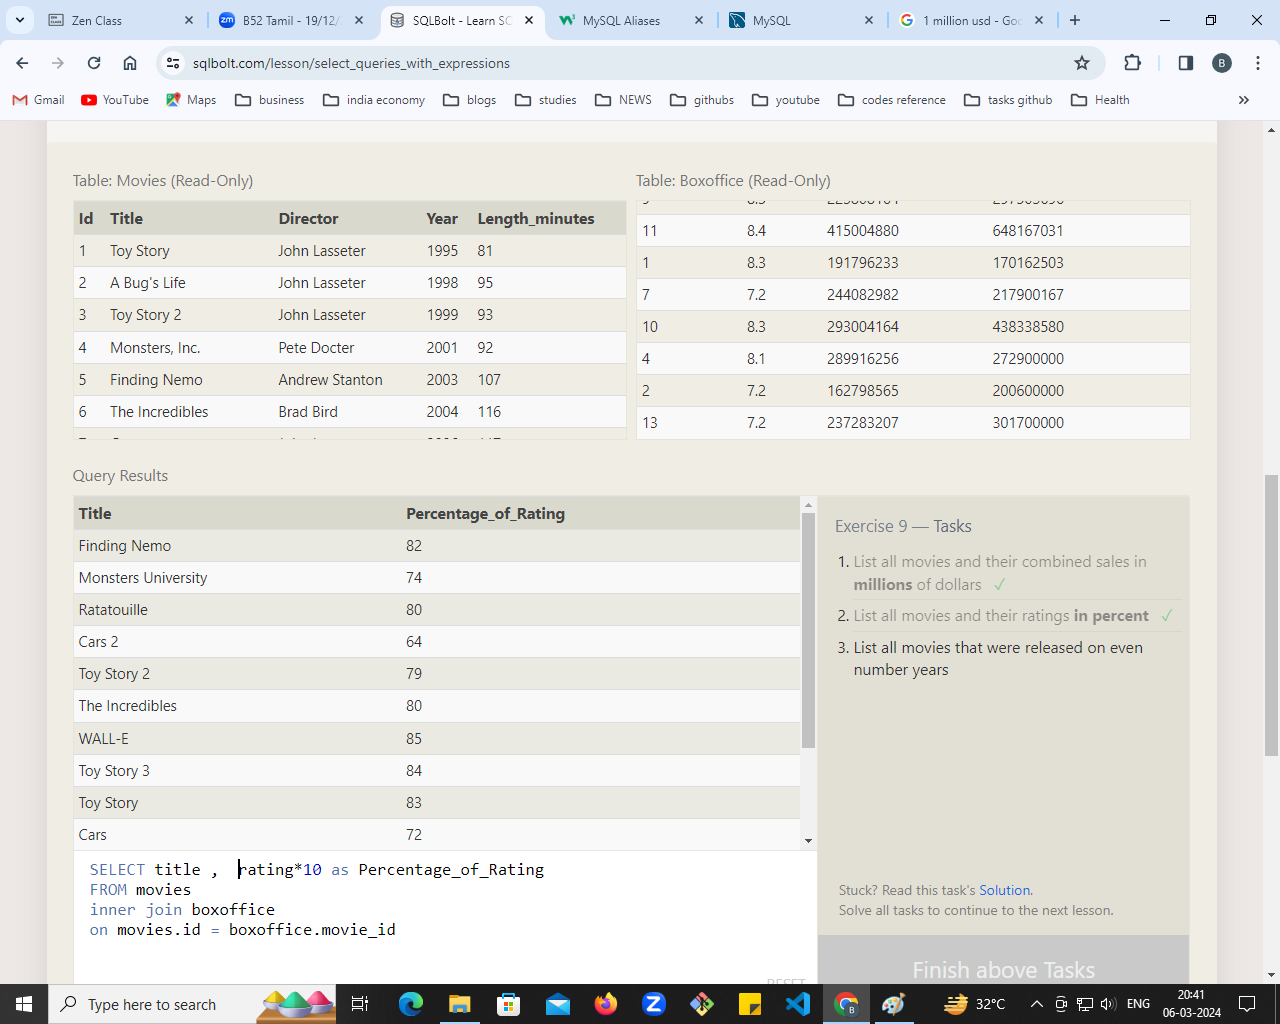 Zen Class
B52 Tamil - 19/12/
SQLBolt - Learn SC
MySQL Aliases
MySQL
1 million usd - Goo
sqlbolt.com/lesson/select_queries_with_expressions
B
Gmail
YouTube
Maps
business
india economy
blogs
studies
NEWS
githubs
youtube
codes reference
tasks github
Health
Table: Movies (Read-Only)
Id Title Director Year Length_minutes
1 Toy Story John Lasseter 1995 81
2 A Bug's Life John Lasseter 1998 95
3 Toy Story 2 John Lasseter 1999 93
4 Monsters, Inc. Pete Docter 2001 92
5 Finding Nemo Andrew Stanton 2003 107
6 The Incredibles Brad Bird 2004 116
Table: Boxoffice (Read-Only)
11 8.4 415004880 648167031
1 8.3 191796233 170162503
7 7.2 244082982 217900167
10 8.3 293004164 438338580
4 8.1 289916256 272900000
2 7.2 162798565 200600000
13 7.2 237283207 301700000
Query Results
Title Percentage_of_Rating
Finding Nemo 82
Monsters University 74
Ratatouille 80
Cars 2 64
Toy Story 2 79
The Incredibles 80
WALL-E 85
Toy Story 3 84
Toy Story 83
Cars 72
SELECT title ,  rating*10 as Percentage_of_Rating
FROM movies
inner join boxoffice
on movies.id = boxoffice.movie_id
RESET
Exercise 9 — Tasks
1. List all movies and their combined sales in
millions of dollars ✓
2. List all movies and their ratings in percent ✓
3. List all movies that were released on even
number years
Stuck? Read this task's Solution.
Solve all tasks to continue to the next lesson.
Finish above Tasks
Type here to search
32°C
ENG
20:41
06-03-2024